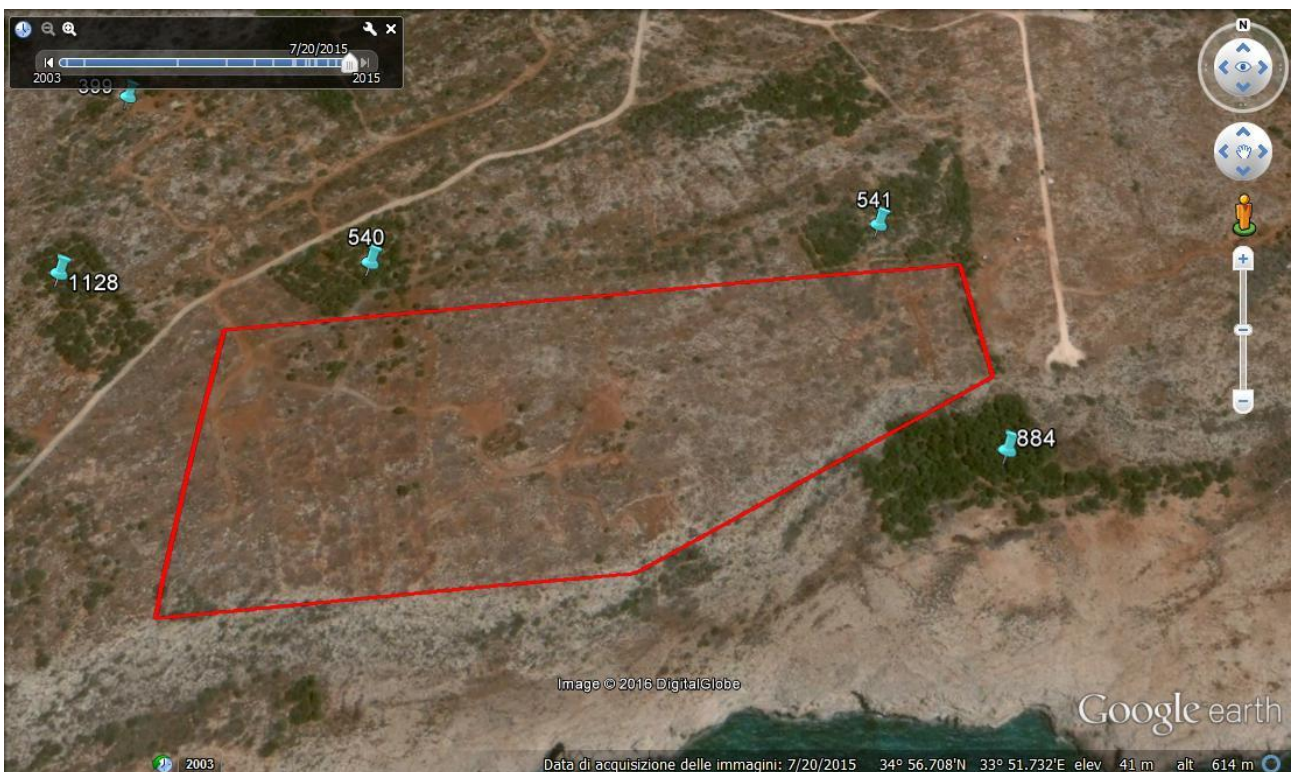 7/20/2015
2003
2015
N
399
541
540
1128
884
Image © 2016 DigitalGlobe
Google earth
2003
Data di acquisizione delle immagini: 7/20/2015 34° 56.708'N 33° 51.732'E elev 41 m alt 614 m